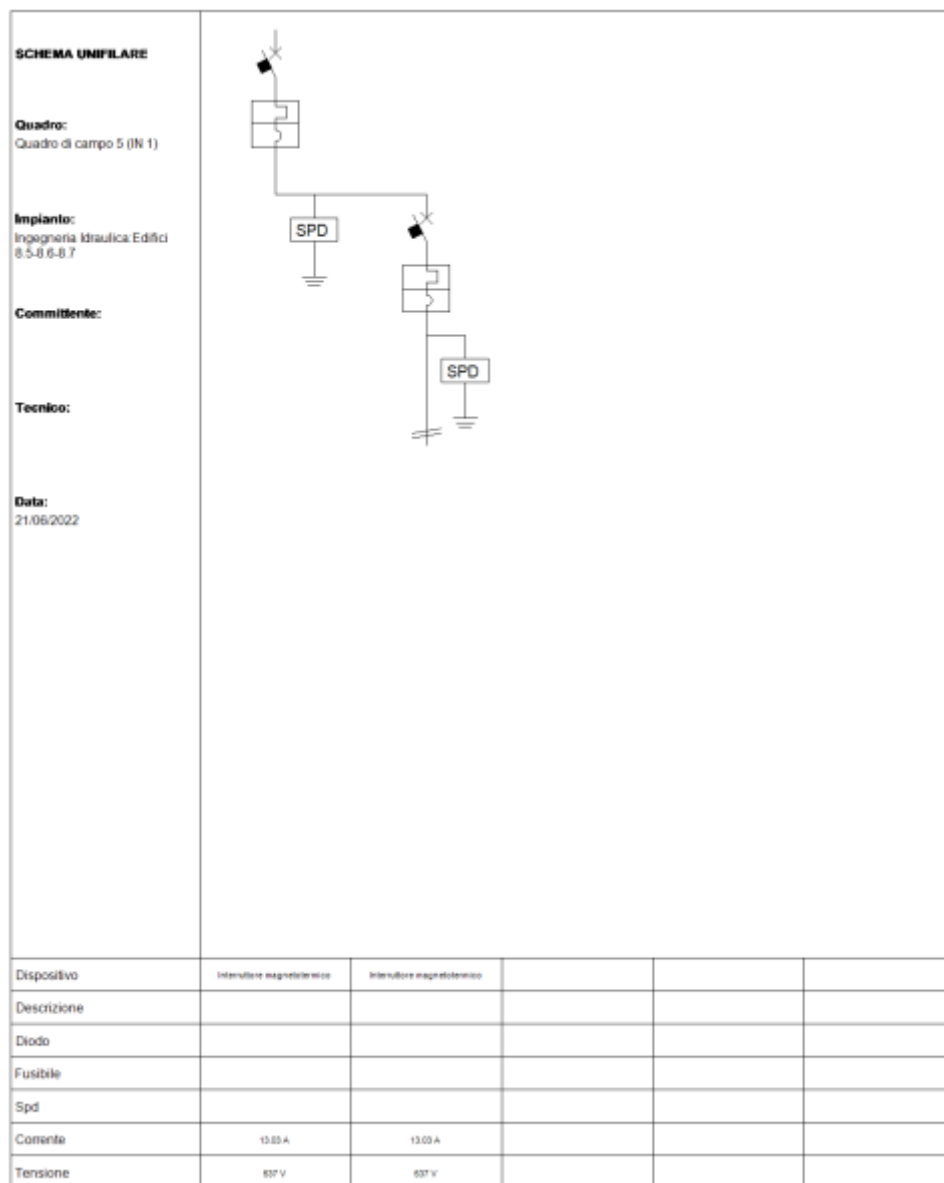 SCHEMA UNIFILARE
Quadro:
Quadro di campo 5 (IN 1)
Impianto:
Ingegneria Idraulica:Edifici
8.5-8.6-8.7
Committente:
Tecnico:
Data:
21/06/2022
SPD
SPD
Dispositivo Interruttore magnetotermico Interruttore magnetotermico
Descrizione
Diodo
Fusibile
Spd
Corrente 13.03 A 13.03 A
Tensione 637 V 637 V